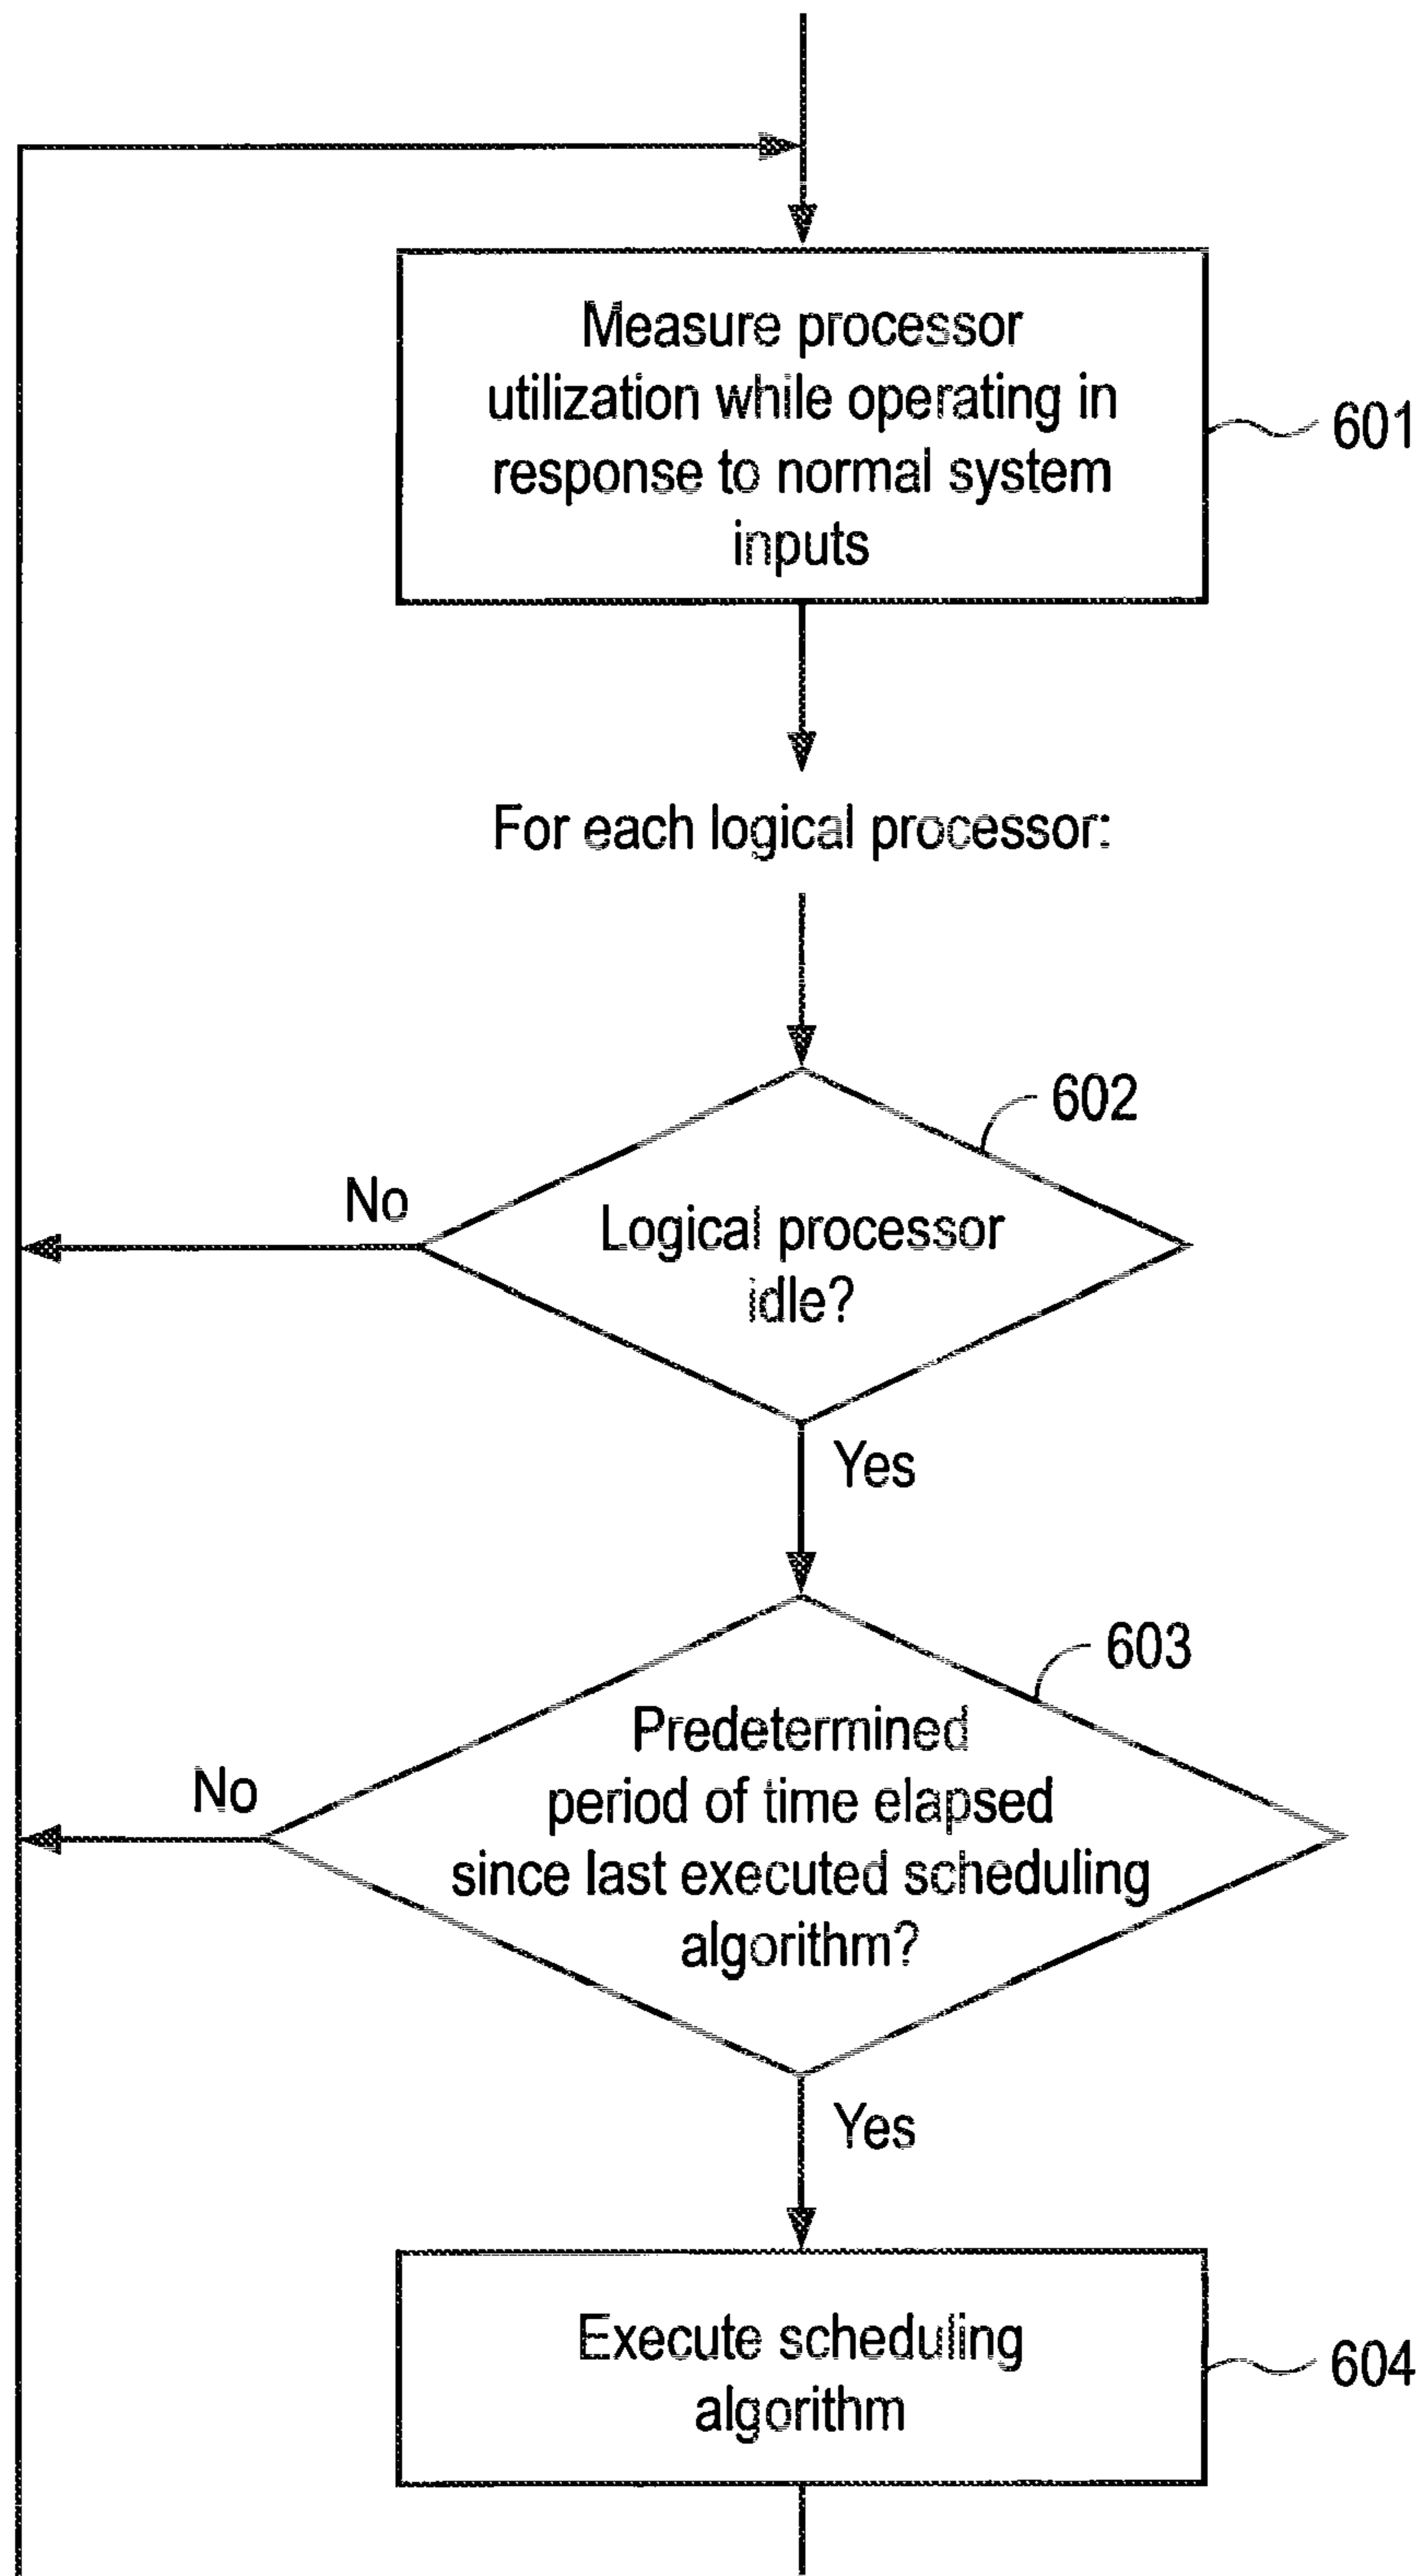 Measure processor
utilization while operating in
response to normal system
inputs
601
For each logical processor:
602
No
Logical processor
idle?
Yes
603
No
Predetermined
period of time elapsed
since last executed scheduling
algorithm?
Yes
Execute scheduling
algorithm
604